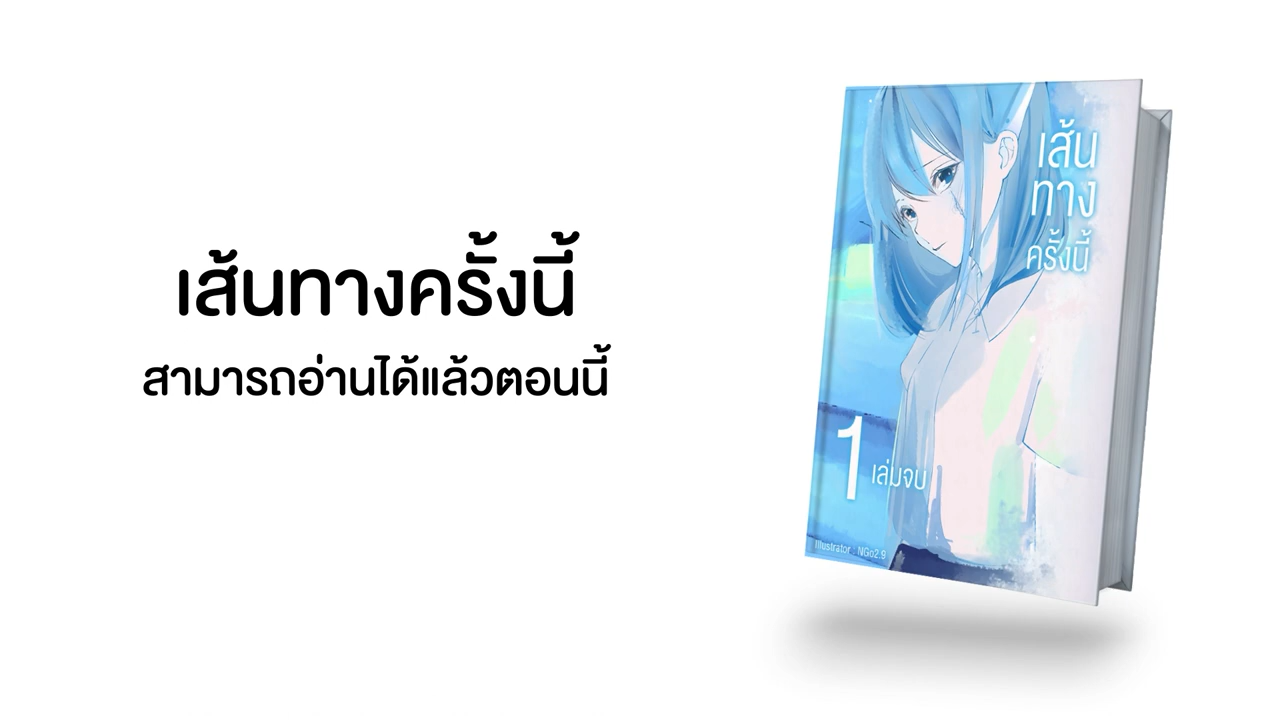 เส้นทางครั้งนี้
สามารถอ่านได้แล้วตอนนี้
เส้น
ทาง
ครั้งนี้
1 เล่มจบ
Illustrator : NGo2.9